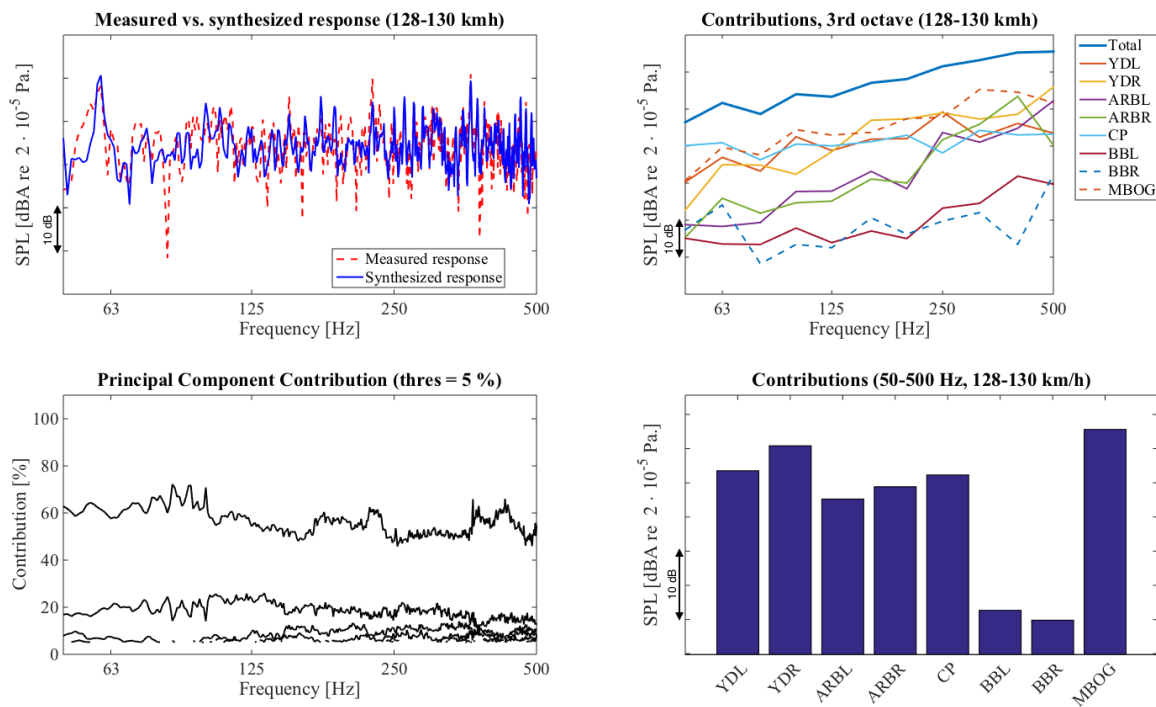 Measured vs. synthesized response (128-130 kmh)
SPL [dBA re 2 · 10⁻⁵ Pa.]
10 dB
Measured response
Synthesized response
63
125
250
500
Frequency [Hz]
Contributions, 3rd octave (128-130 kmh)
SPL [dBA re 2 · 10⁻⁵ Pa.]
10 dB
63
125
250
500
Frequency [Hz]
Total
YDL
YDR
ARBL
ARBR
CP
BBL
BBR
MBOG
Principal Component Contribution (thres = 5 %)
Contribution [%]
100
80
60
40
20
0
63
125
250
500
Frequency [Hz]
Contributions (50-500 Hz, 128-130 km/h)
SPL [dBA re 2 · 10⁻⁵ Pa.]
10 dB
YDL
YDR
ARBL
ARBR
CP
BBL
BBR
MBOG